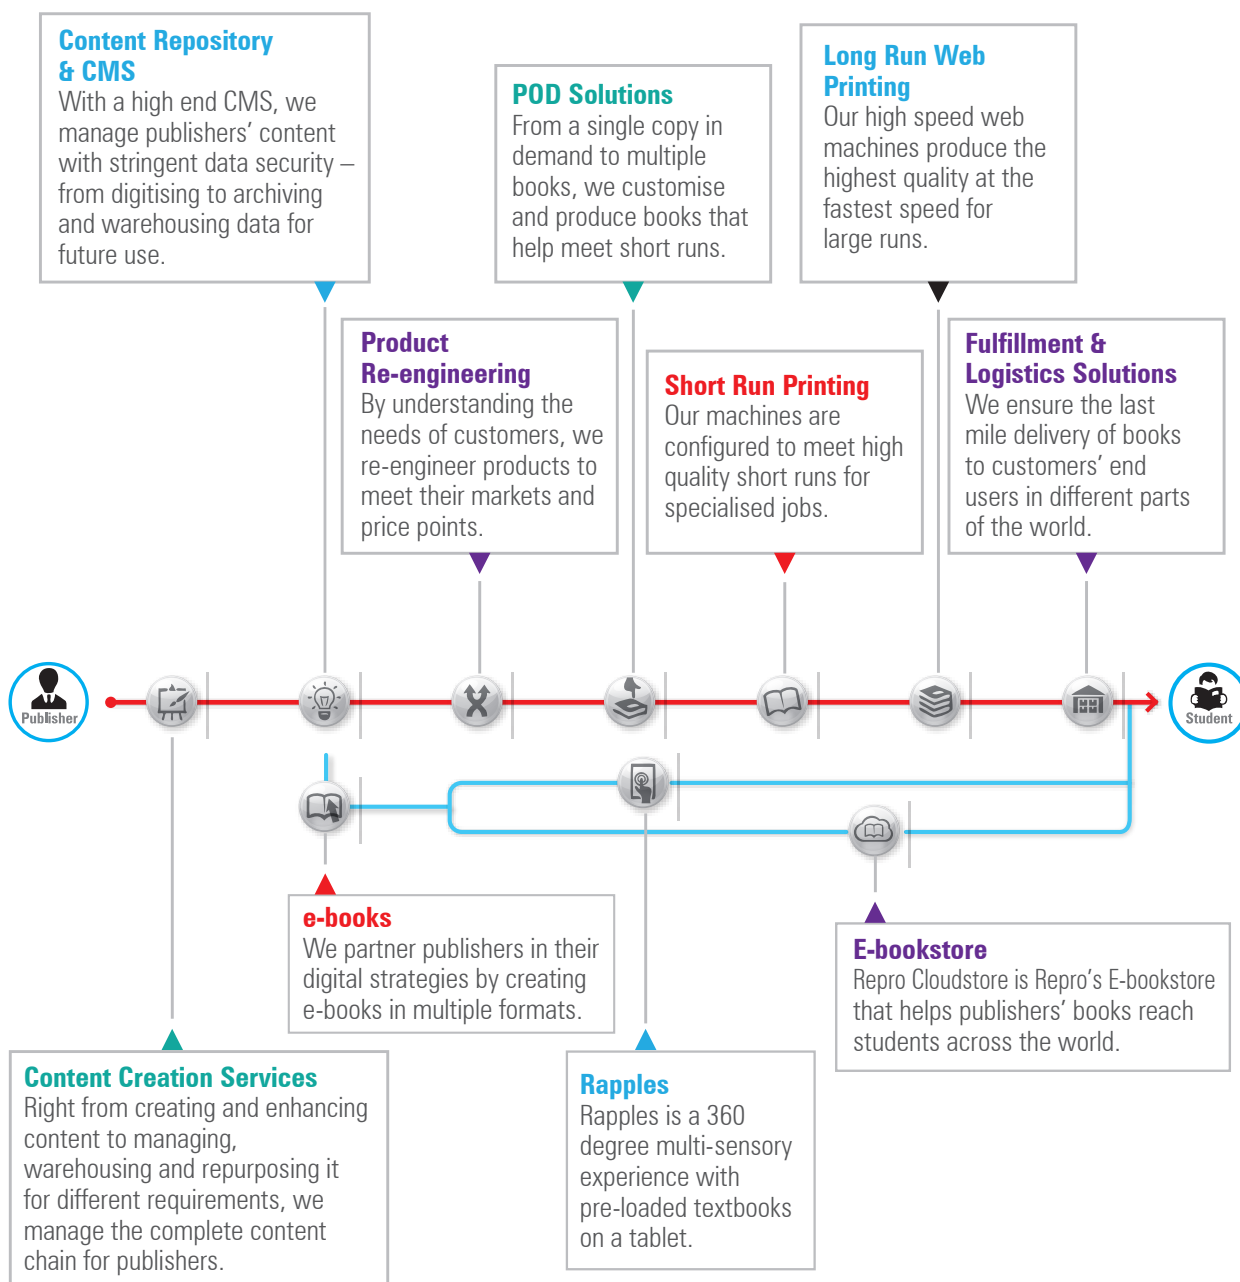 Content Repository
& CMS
With a high end CMS, we
manage publishers’ content
with stringent data security –
from digitising to archiving
and warehousing data for
future use.
POD Solutions
From a single copy in
demand to multiple
books, we customise
and produce books that
help meet short runs.
Long Run Web
Printing
Our high speed web
machines produce the
highest quality at the
fastest speed for
large runs.
Product
Re-engineering
By understanding the
needs of customers, we
re-engineer products to
meet their markets and
price points.
Short Run Printing
Our machines are
configured to meet high
quality short runs for
specialised jobs.
Fulfillment &
Logistics Solutions
We ensure the last
mile delivery of books
to customers’ end
users in different parts
of the world.
Publisher
Student
e-books
We partner publishers in their
digital strategies by creating
e-books in multiple formats.
E-bookstore
Repro Cloudstore is Repro’s E-bookstore
that helps publishers’ books reach
students across the world.
Content Creation Services
Right from creating and enhancing
content to managing,
warehousing and repurposing it
for different requirements, we
manage the complete content
chain for publishers.
Rapples
Rapples is a 360
degree multi-sensory
experience with
pre-loaded textbooks
on a tablet.